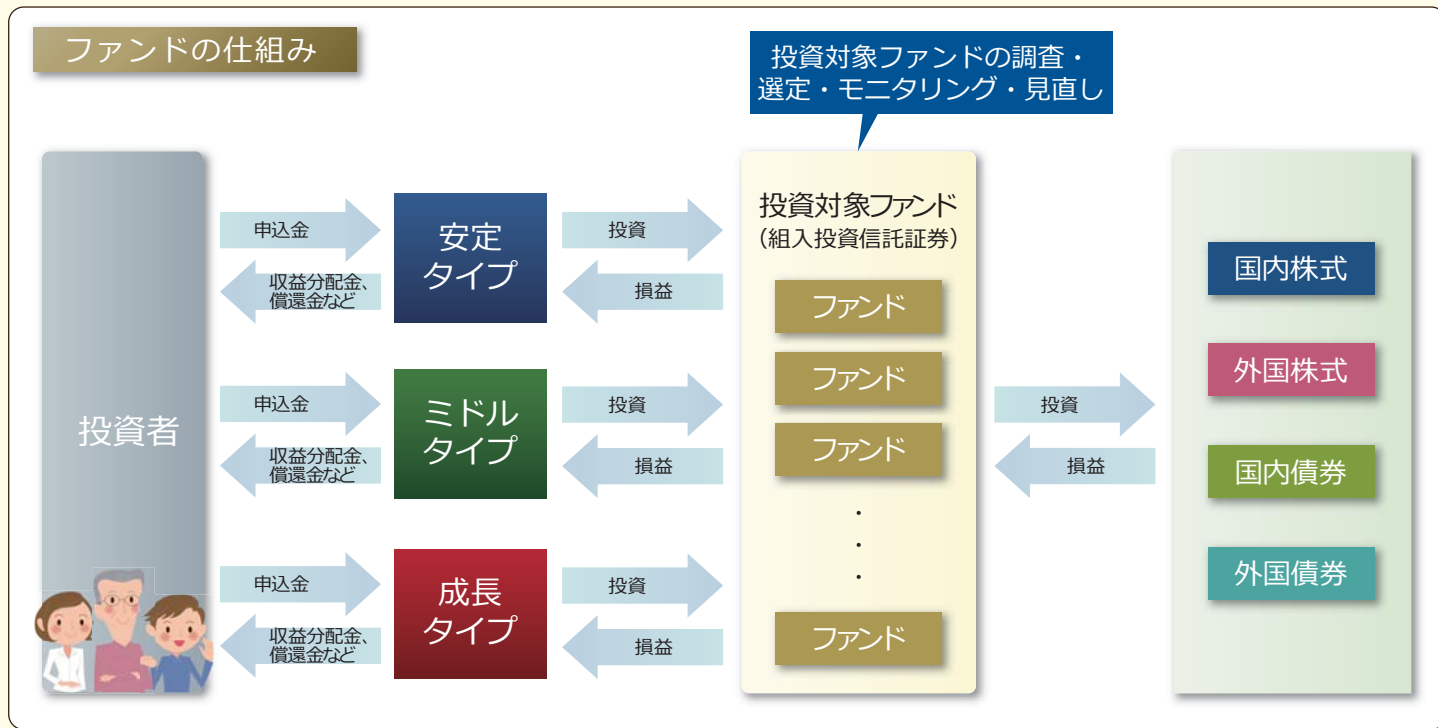 ファンドの仕組み
投資対象ファンドの調査・
選定・モニタリング・見直し
投資者
申込金
収益分配金、
償還金など
安定
タイプ
投資
損益
申込金
収益分配金、
償還金など
ミドル
タイプ
投資
損益
申込金
収益分配金、
償還金など
成長
タイプ
投資
損益
投資対象ファンド
（組入投資信託証券）
ファンド
ファンド
ファンド
・
・
・
ファンド
投資
損益
国内株式
外国株式
国内債券
外国債券